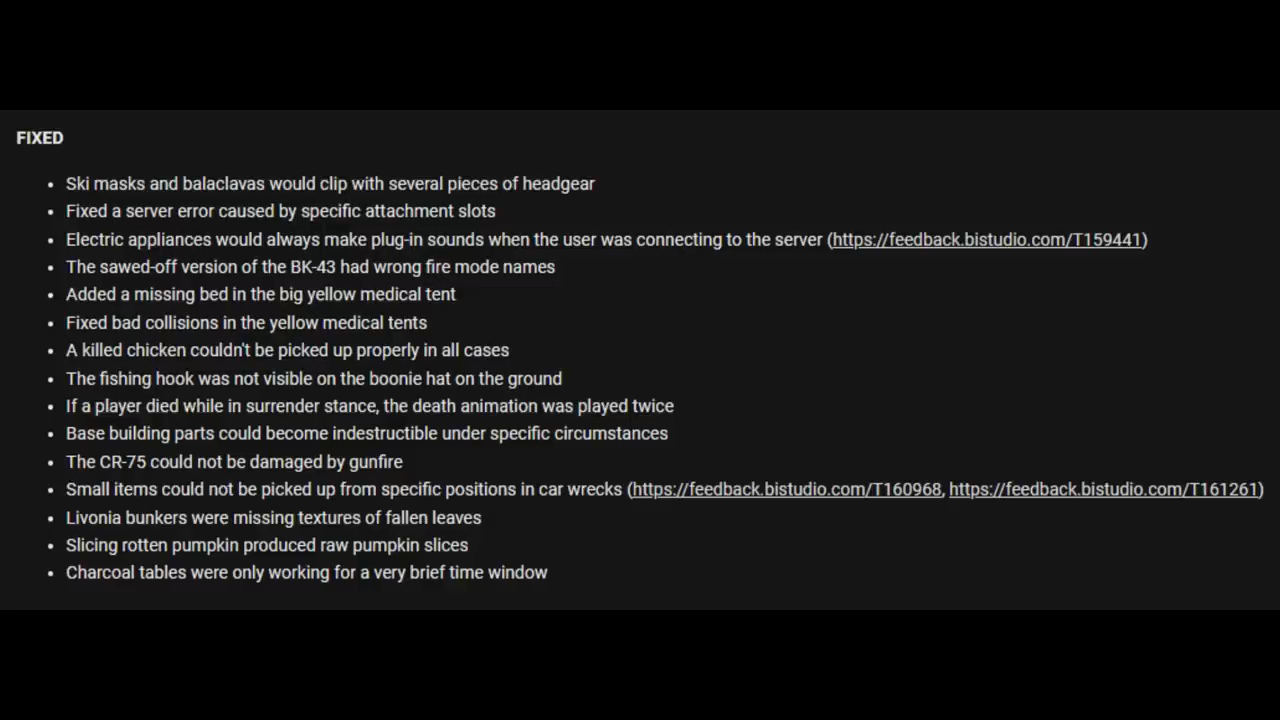 FIXED
• Ski masks and balaclavas would clip with several pieces of headgear
• Fixed a server error caused by specific attachment slots
• Electric appliances would always make plug-in sounds when the user was connecting to the server (https://feedback.bistudio.com/T159441)
• The sawed-off version of the BK-43 had wrong fire mode names
• Added a missing bed in the big yellow medical tent
• Fixed bad collisions in the yellow medical tents
• A killed chicken couldn't be picked up properly in all cases
• The fishing hook was not visible on the boonie hat on the ground
• If a player died while in surrender stance, the death animation was played twice
• Base building parts could become indestructible under specific circumstances
• The CR-75 could not be damaged by gunfire
• Small items could not be picked up from specific positions in car wrecks (https://feedback.bistudio.com/T160968, https://feedback.bistudio.com/T161261)
• Livonia bunkers were missing textures of fallen leaves
• Slicing rotten pumpkin produced raw pumpkin slices
• Charcoal tables were only working for a very brief time window